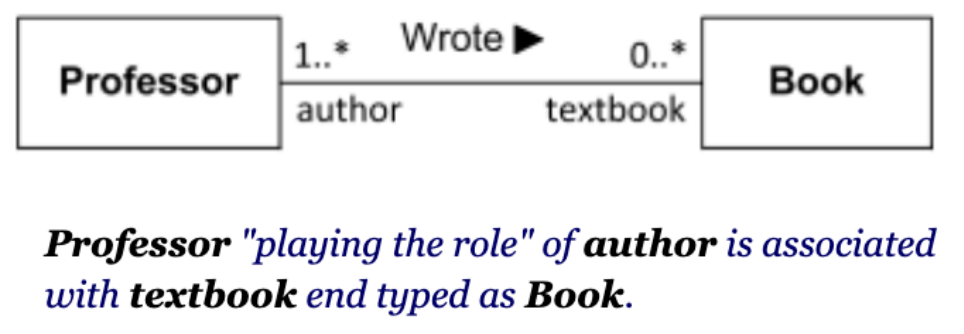 Wrote ▶
1..*
0..*
Professor
Book
author
textbook
Professor "playing the role" of author is associated
with textbook end typed as Book.